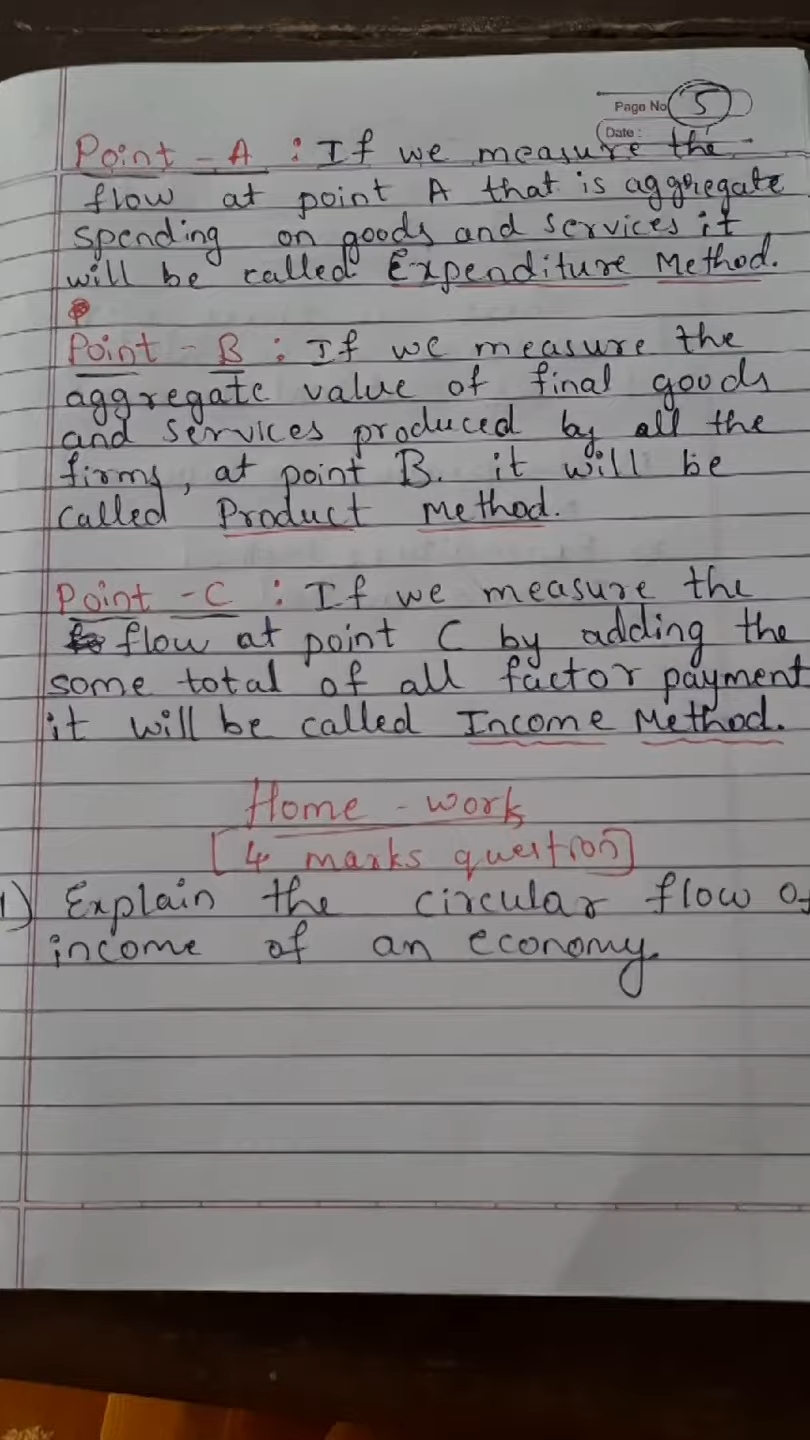 Page No. 5
Date :
Point - A : If we measure the
flow at point A that is aggregate
spending on goods and services it
will be called Expenditure Method.
Point - B : If we measure the
aggregate value of final goods
and services produced by all the
firms, at point B. it will be
called Product Method.
Point - C : If we measure the
flow at point C by adding the
some total of all factor payment
it will be called Income Method.
Home - work
[4 marks question]
1) Explain the circular flow of
income of an economy.